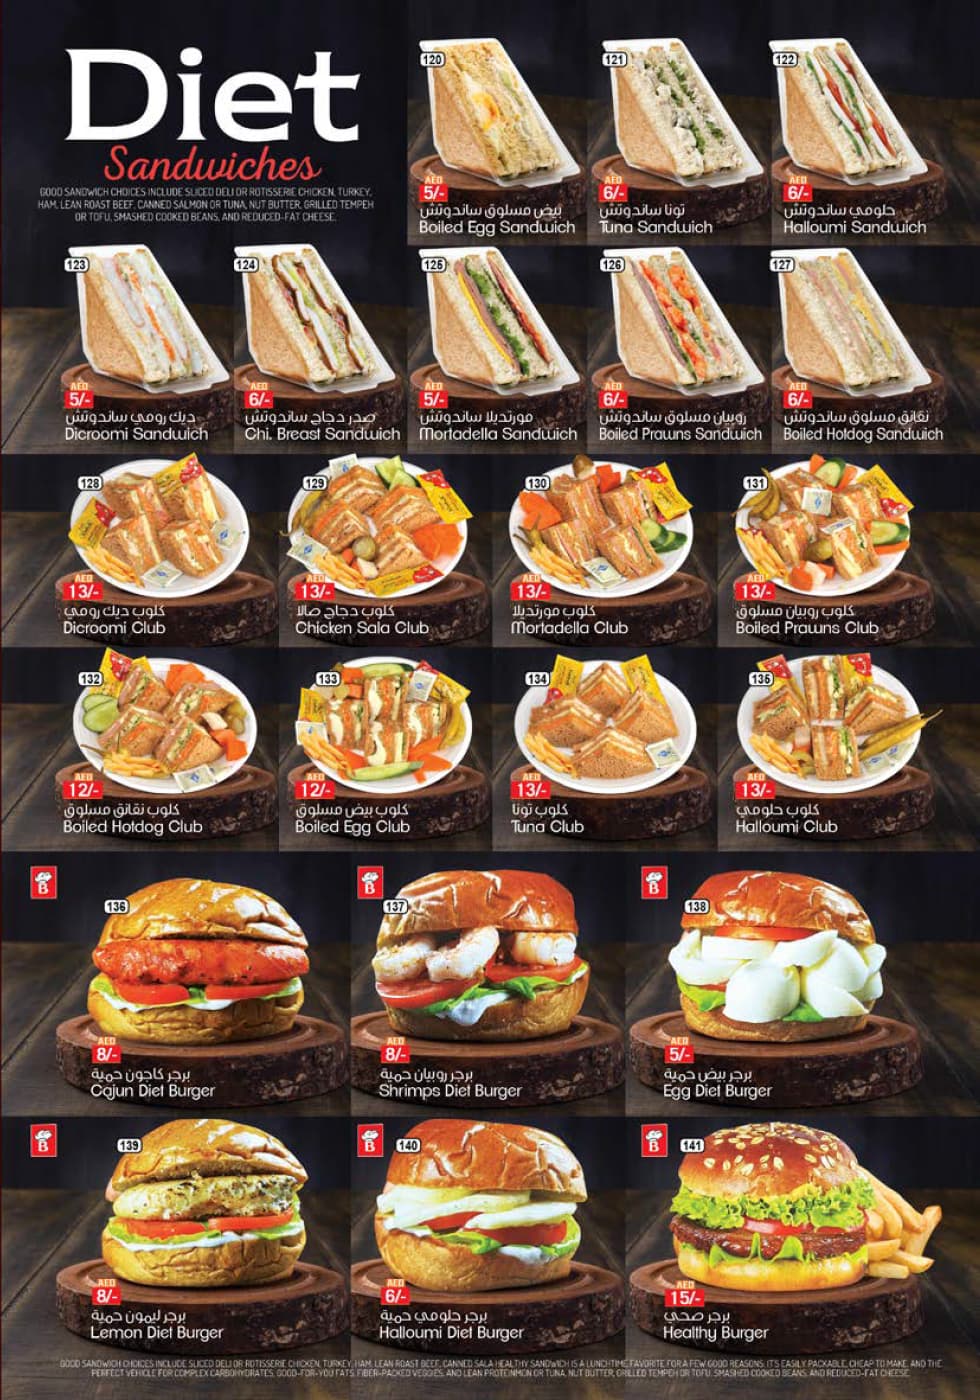 Diet
Sandwiches
GOOD SANDWICH CHOICES INCLUDE SLICED DELI OR ROTISSERIE CHICKEN, TURKEY,
HAM, LEAN ROAST BEEF, CANNED SALMON OR TUNA, NUT BUTTER, GRILLED TEMPEH
OR TOFU, SMASHED COOKED BEANS, AND REDUCED-FAT CHEESE.
120
AED
5/-
بيض مسلوق ساندوتش
Boiled Egg Sandwich
121
AED
6/-
تونا ساندوتش
Tuna Sandwich
122
AED
6/-
حلومي ساندوتش
Halloumi Sandwich
123
AED
5/-
ديك رومي ساندوتش
Dicroomi Sandwich
124
AED
6/-
صدر دجاج ساندوتش
Chi. Breast Sandwich
125
AED
5/-
مورتديلا ساندوتش
Mortadella Sandwich
126
AED
6/-
روبيان مسلوق ساندوتش
Boiled Prawns Sandwich
127
AED
6/-
نقانق مسلوق ساندوتش
Boiled Hotdog Sandwich
128
AED
13/-
كلوب ديك رومي
Dicroomi Club
129
AED
13/-
كلوب دجاج صالا
Chicken Sala Club
130
AED
13/-
كلوب مورتديلا
Mortadella Club
131
AED
13/-
كلوب روبيان مسلوق
Boiled Prawns Club
132
AED
12/-
كلوب نقانق مسلوق
Boiled Hotdog Club
133
AED
12/-
كلوب بيض مسلوق
Boiled Egg Club
134
AED
13/-
كلوب تونا
Tuna Club
135
AED
13/-
كلوب حلومي
Halloumi Club
B
136
AED
8/-
برجر كاجون حمية
Cajun Diet Burger
B
137
AED
8/-
برجر روبيان حمية
Shrimps Diet Burger
B
138
AED
5/-
برجر بيض حمية
Egg Diet Burger
B
139
AED
8/-
برجر ليمون حمية
Lemon Diet Burger
B
140
AED
6/-
برجر حلومي حمية
Halloumi Diet Burger
B
141
AED
15/-
برجر صحي
Healthy Burger
GOOD SANDWICH CHOICES INCLUDE SLICED DELI OR ROTISSERIE CHICKEN, TURKEY, HAM, LEAN ROAST BEEF, CANNED SALA HEALTHY SANDWICH IS A LUNCHTIME FAVORITE FOR A FEW GOOD REASONS: ITS EASILY PACKABLE, CHEAP TO MAKE, AND THE
PERFECT VEHICLE FOR COMPLEX CARBOHYDRATES, GOOD-FOR-YOU FATS, FIBER-PACKED VEGGIES, AND LEAN PROTEINMON OR TUNA, NUT BUTTER, GRILLED TEMPEH OR TOFU, SMASHED COOKED BEANS, AND REDUCED-FAT CHEESE.